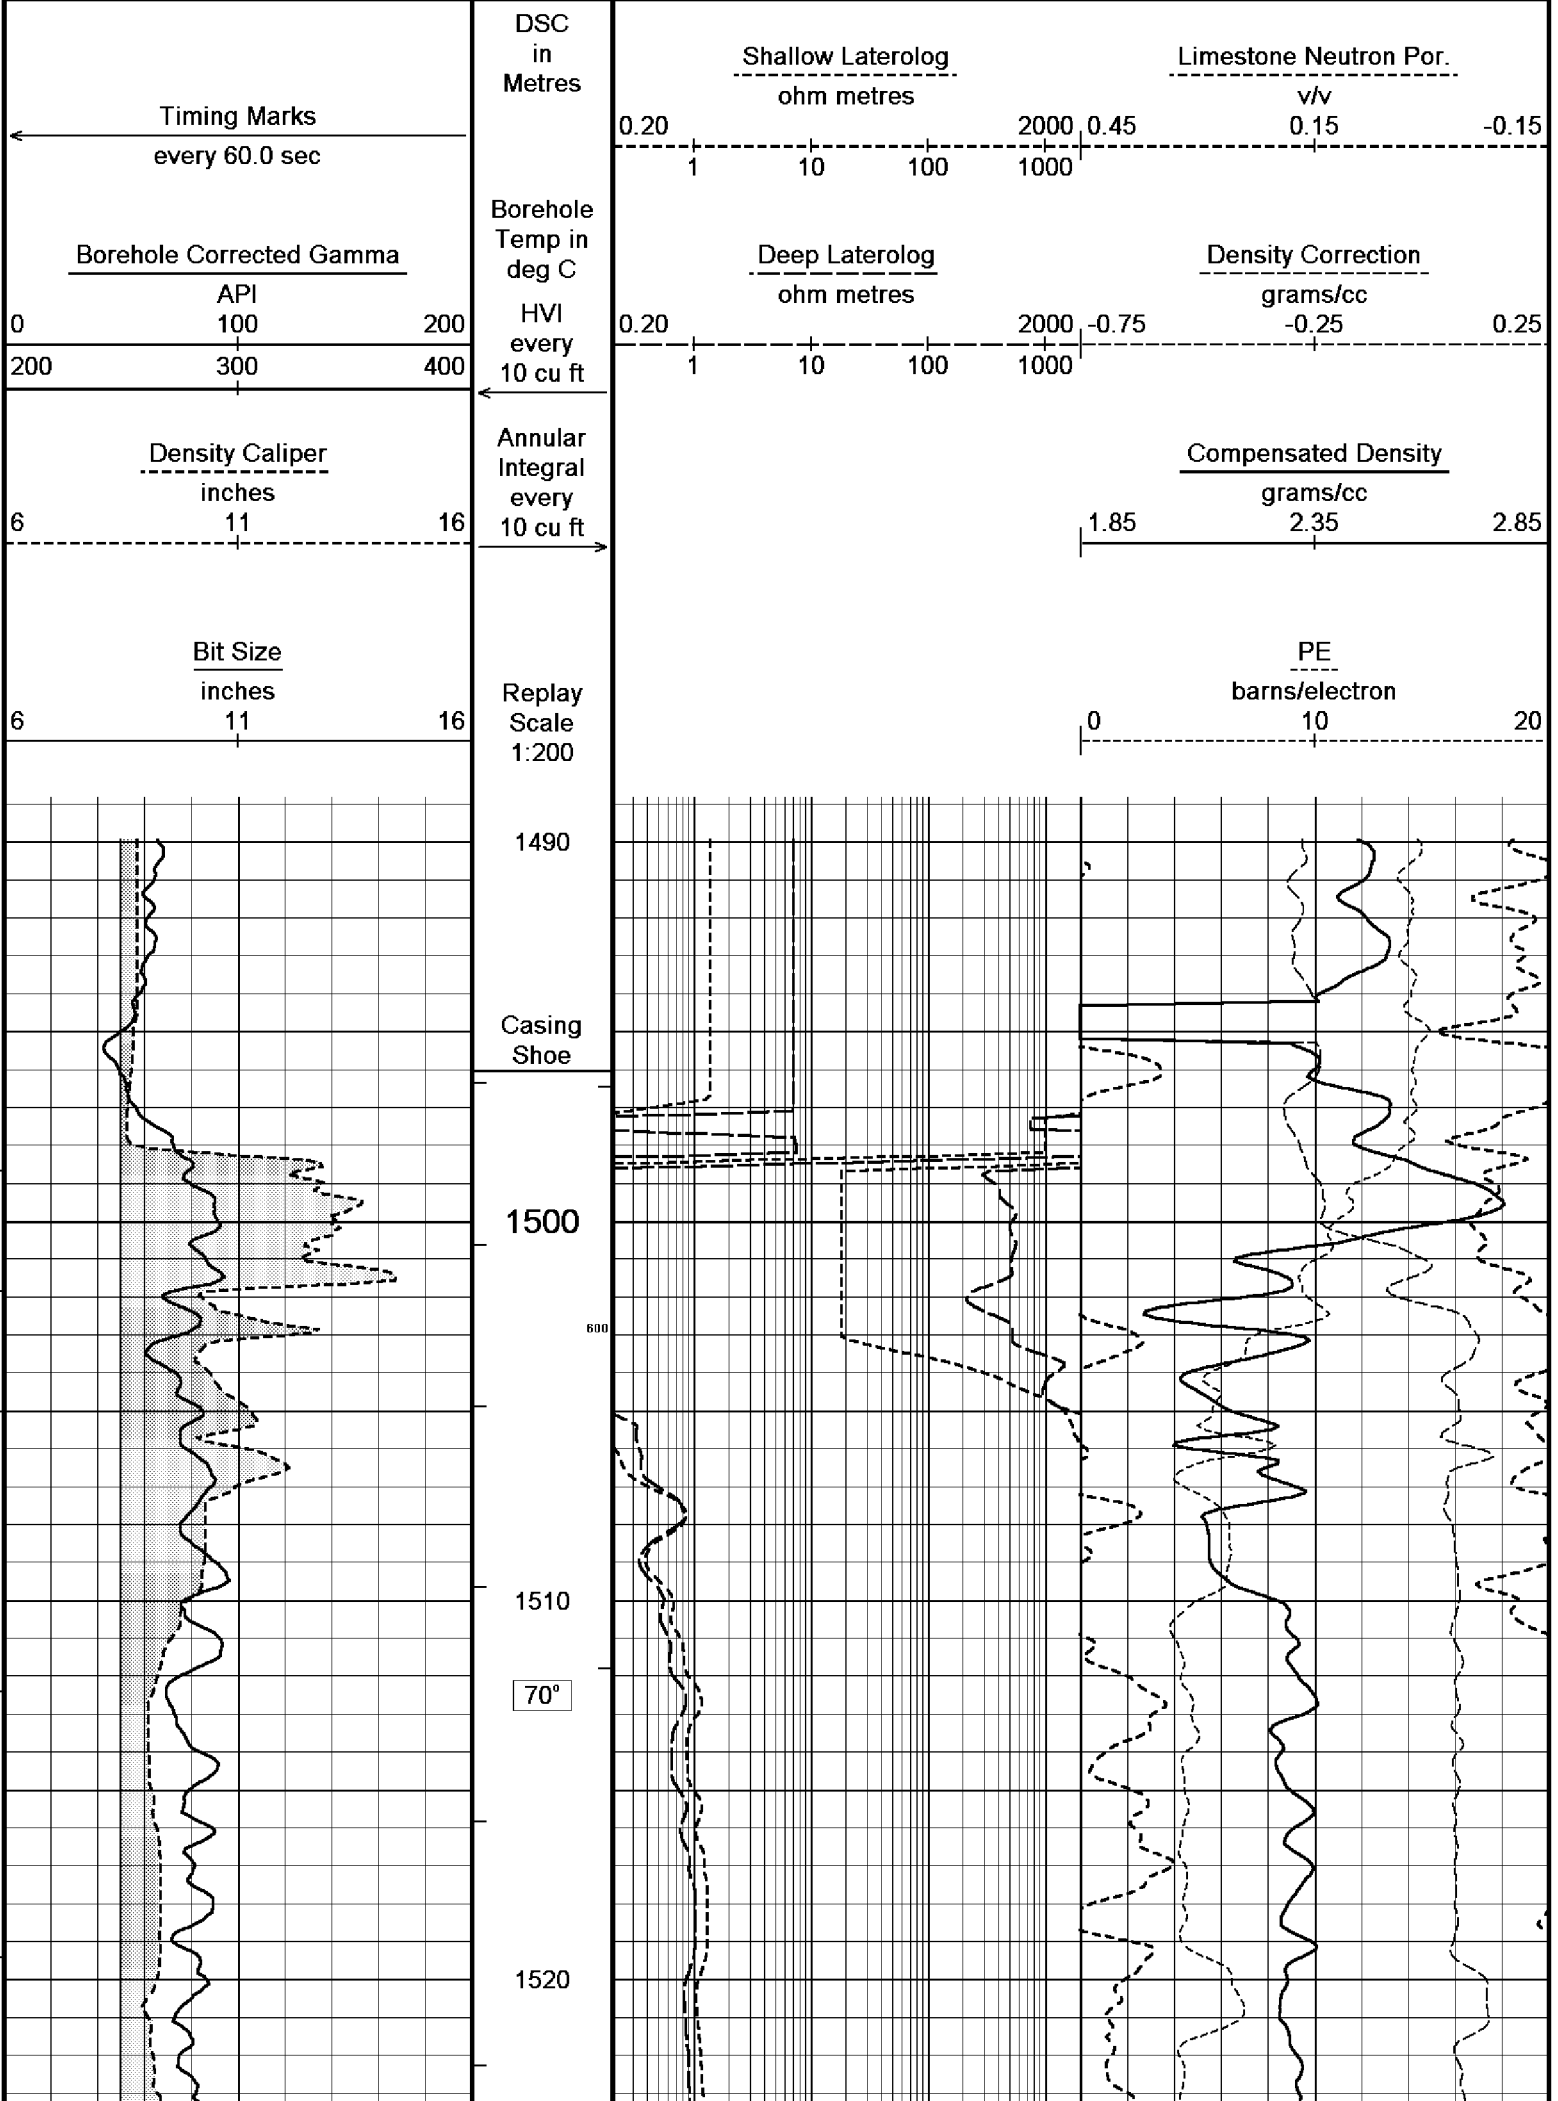 Timing Marks
every 60.0 sec
Borehole Corrected Gamma
API
0 100 200
200 300 400
Density Caliper
inches
6 11 16
Bit Size
inches
6 11 16
DSC
in
Metres
Borehole
Temp in
deg C
HVI
every
10 cu ft
Annular
Integral
every
10 cu ft
Replay
Scale
1:200
Shallow Laterolog
ohm metres
0.20 2000
1 10 100 1000
Deep Laterolog
ohm metres
0.20 2000
1 10 100 1000
Limestone Neutron Por.
v/v
0.45 0.15 -0.15
Density Correction
grams/cc
-0.75 -0.25 0.25
Compensated Density
grams/cc
1.85 2.35 2.85
PE
barns/electron
0 10 20
1490
Casing
Shoe
1500
600
1510
70°
1520